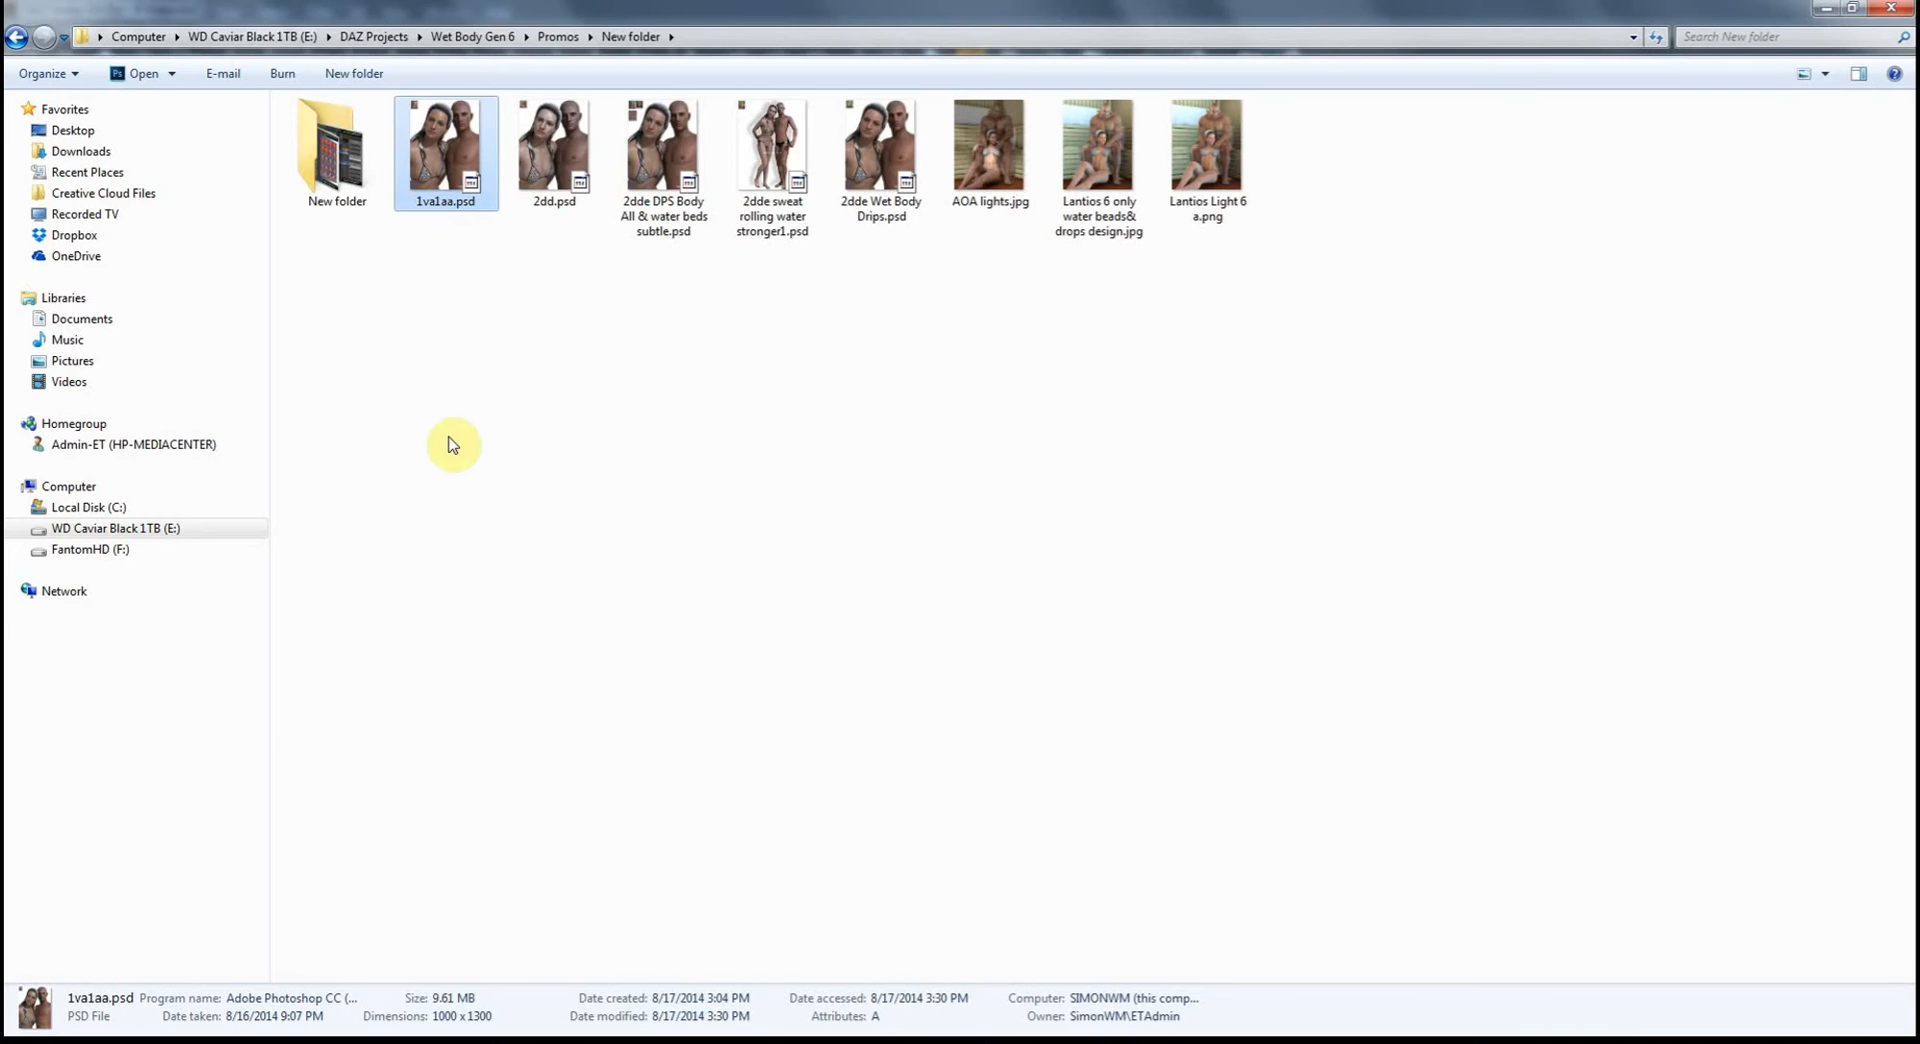 Computer WD Caviar Black 1TB (E:) DAZ Projects Wet Body Gen 6 Promos New folder
Search New folder
Organize Ps Open E-mail Burn New folder
Favorites
Desktop
Downloads
Recent Places
Creative Cloud Files
Recorded TV
Dropbox
OneDrive
Libraries
Documents
Music
Pictures
Videos
Homegroup
Admin-ET (HP-MEDIACENTER)
Computer
Local Disk (C:)
WD Caviar Black 1TB (E:)
FantomHD (F:)
Network
New folder
1va1aa.psd
2dd.psd
2dde DPS Body
All & water beds
subtle.psd
2dde sweat
rolling water
stronger1.psd
2dde Wet Body
Drips.psd
AOA lights.jpg
Lantios 6 only
water beads&
drops design.jpg
Lantios Light 6
a.png
1va1aa.psd Program name: Adobe Photoshop CC (... Size: 9.61 MB Date created: 8/17/2014 3:04 PM Date accessed: 8/17/2014 3:30 PM Computer: SIMONWM (this comp...
PSD File Date taken: 8/16/2014 9:07 PM Dimensions: 1000 x 1300 Date modified: 8/17/2014 3:30 PM Attributes: A Owner: SimonWM\ETAdmin